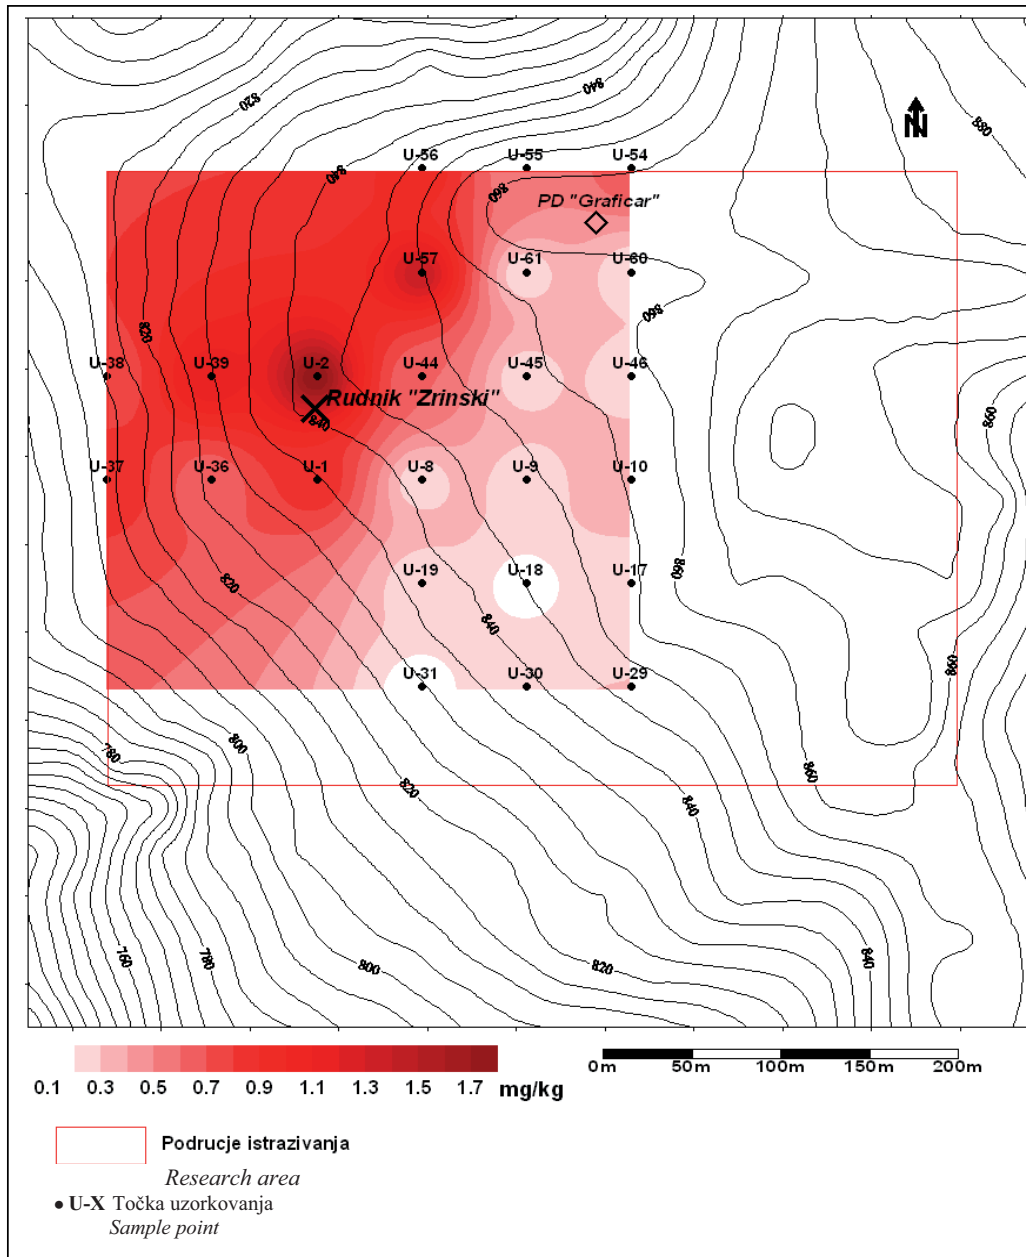 840
820
880
N
U-56 U-55 U-54
840
860
PD "Graficar"
U-57 U-61 U-60
860
820
U-38 U-39 U-2 U-44 U-45 U-46
Rudnik "Zrinski"
840
860
U-37 U-36 U-1 U-8 U-9 U-10
820
U-19 U-18 U-17
860
840
860
U-31 U-30 U-29
800
780
860
820
840
760
780
800
820
840
0.1 0.3 0.5 0.7 0.9 1.1 1.3 1.5 1.7 mg/kg
0m 50m 100m 150m 200m
Podrucje istrazivanja
Research area
• U-X Točka uzorkovanja
Sample point